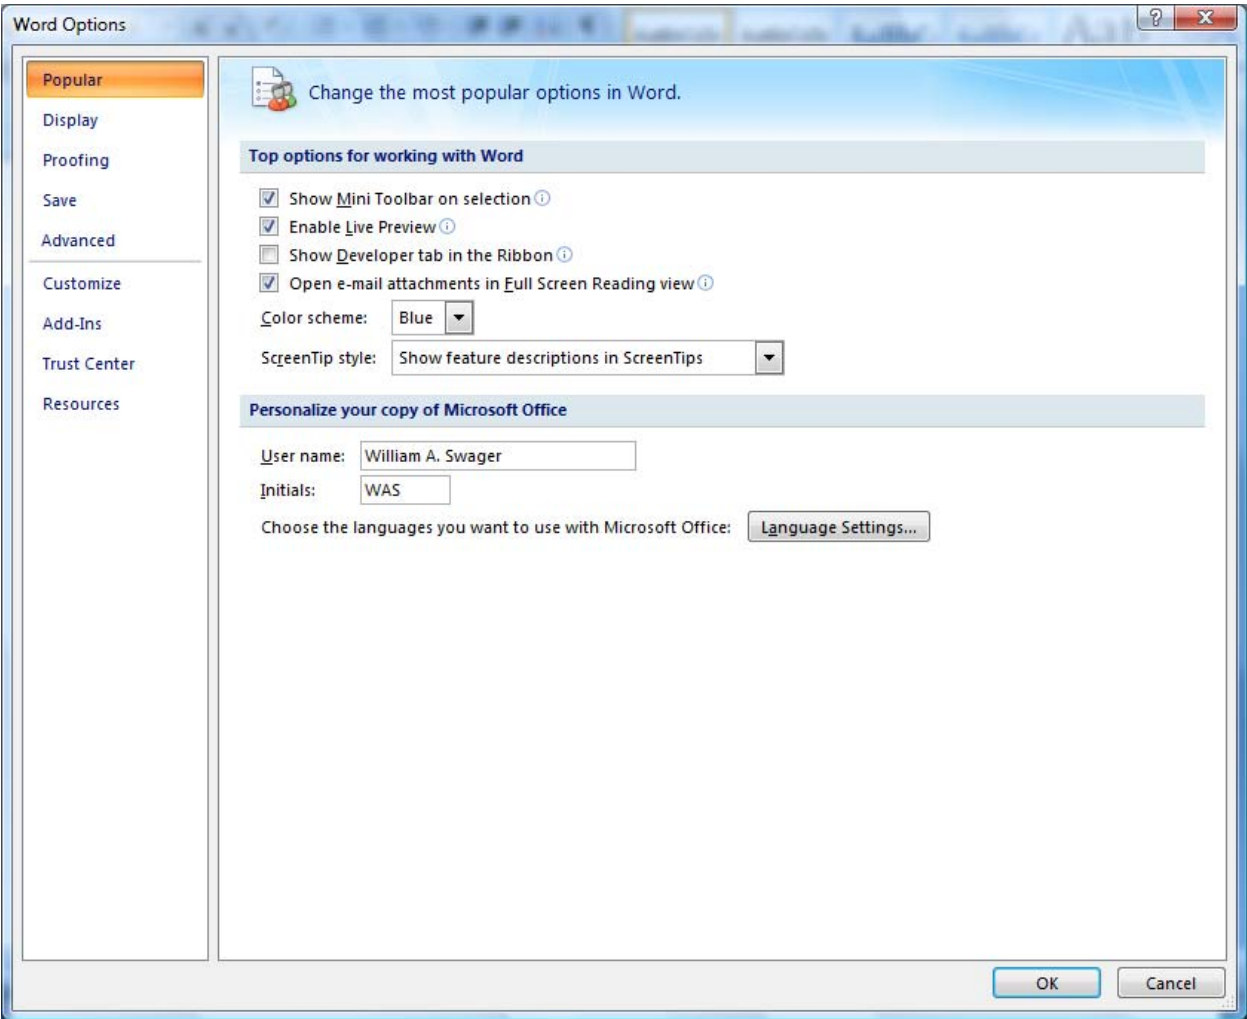 Word Options
Popular
Display
Proofing
Save
Advanced
Customize
Add-Ins
Trust Center
Resources
Change the most popular options in Word.
Top options for working with Word
Show Mini Toolbar on selection
Enable Live Preview
Show Developer tab in the Ribbon
Open e-mail attachments in Full Screen Reading view
Color scheme: Blue
ScreenTip style: Show feature descriptions in ScreenTips
Personalize your copy of Microsoft Office
User name: William A. Swager
Initials: WAS
Choose the languages you want to use with Microsoft Office: Language Settings...
OK Cancel